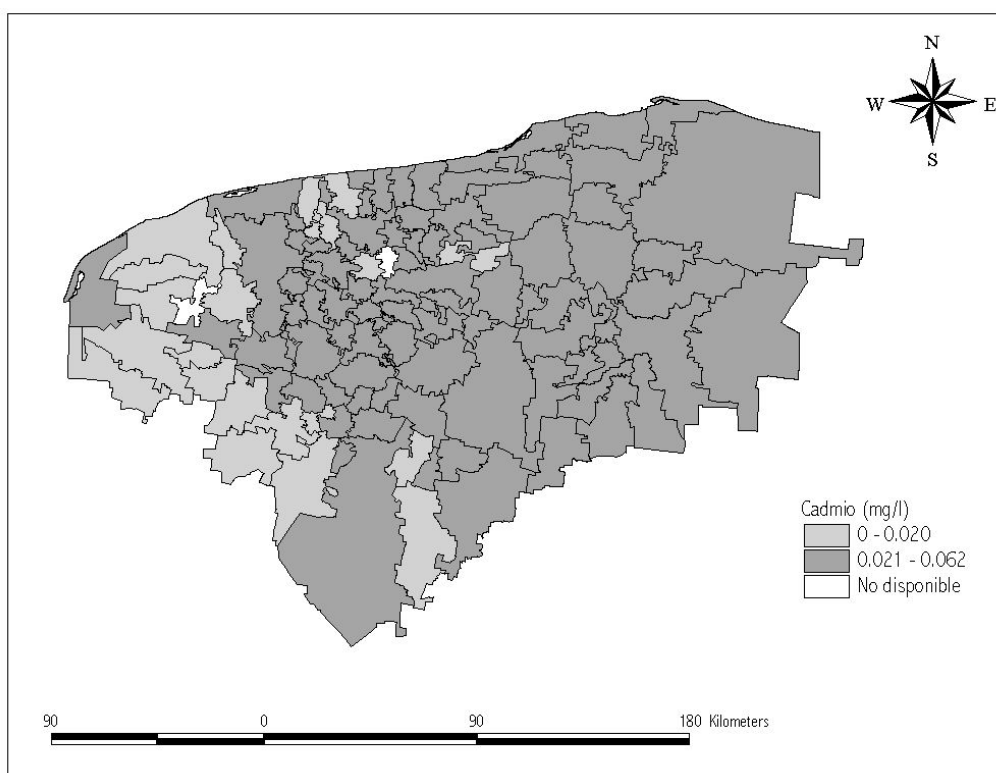 N
W E
S
Cadmio (mg/l)
0 - 0.020
0.021 - 0.062
No disponible
90 0 90 180 Kilometers